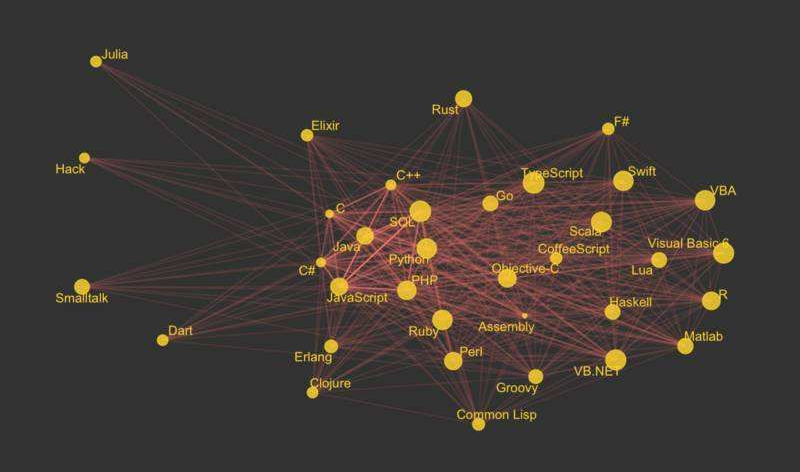 Julia
Rust
F#
Elixir
Hack
C++
TypeScript
Swift
VBA
Go
C
SQL
Scala
Java
Visual Basic 6
CoffeeScript
Python
C#
Objective-C
Lua
PHP
Smalltalk
JavaScript
R
Haskell
Dart
Ruby
Assembly
Matlab
Erlang
Perl
VB.NET
Clojure
Groovy
Common Lisp